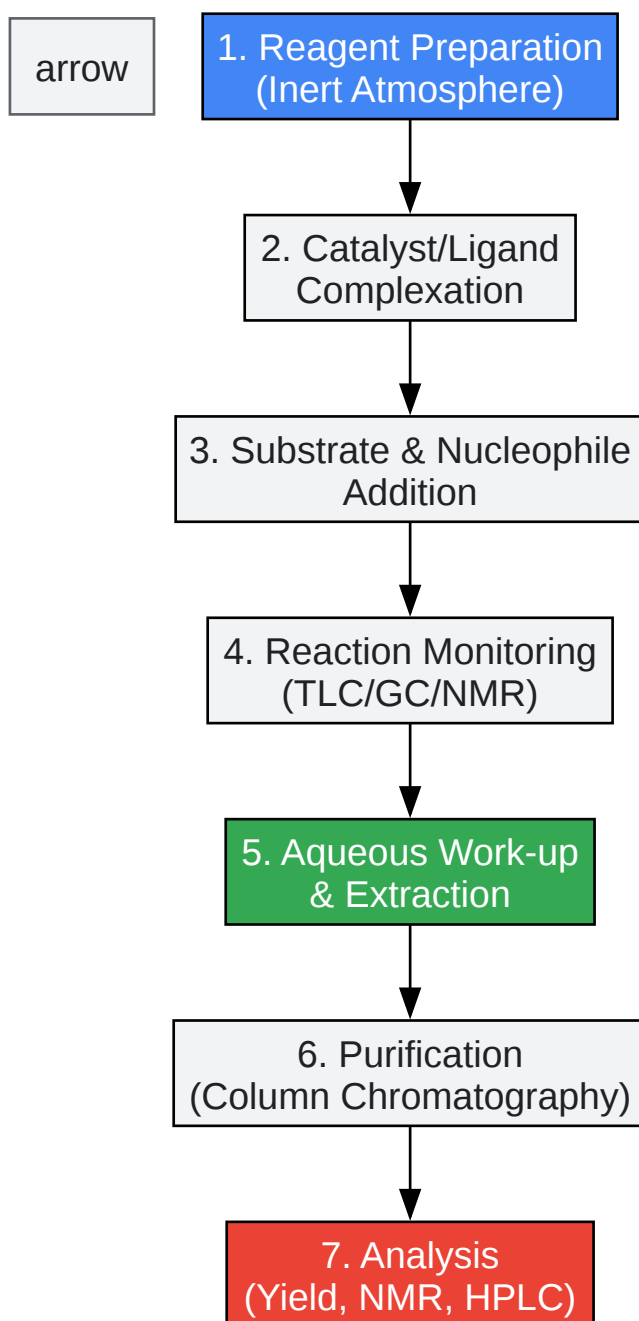 arrow
1. Reagent Preparation
(Inert Atmosphere)
2. Catalyst/Ligand
Complexation
3. Substrate & Nucleophile
Addition
4. Reaction Monitoring
(TLC/GC/NMR)
5. Aqueous Work-up
& Extraction
6. Purification
(Column Chromatography)
7. Analysis
(Yield, NMR, HPLC)